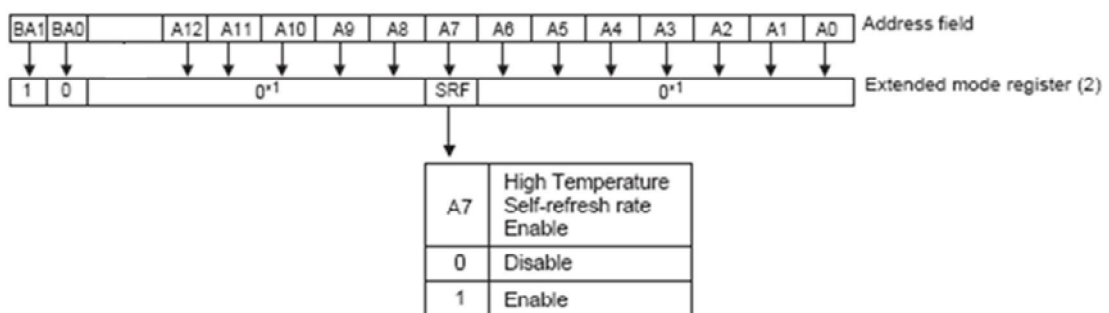 BA1 BA0 A12 A11 A10 A9 A8 A7 A6 A5 A4 A3 A2 A1 A0 Address field
1 0 0*1 SRF 0*1 Extended mode register (2)
A7 High Temperature
Self-refresh rate
Enable
0 Disable
1 Enable